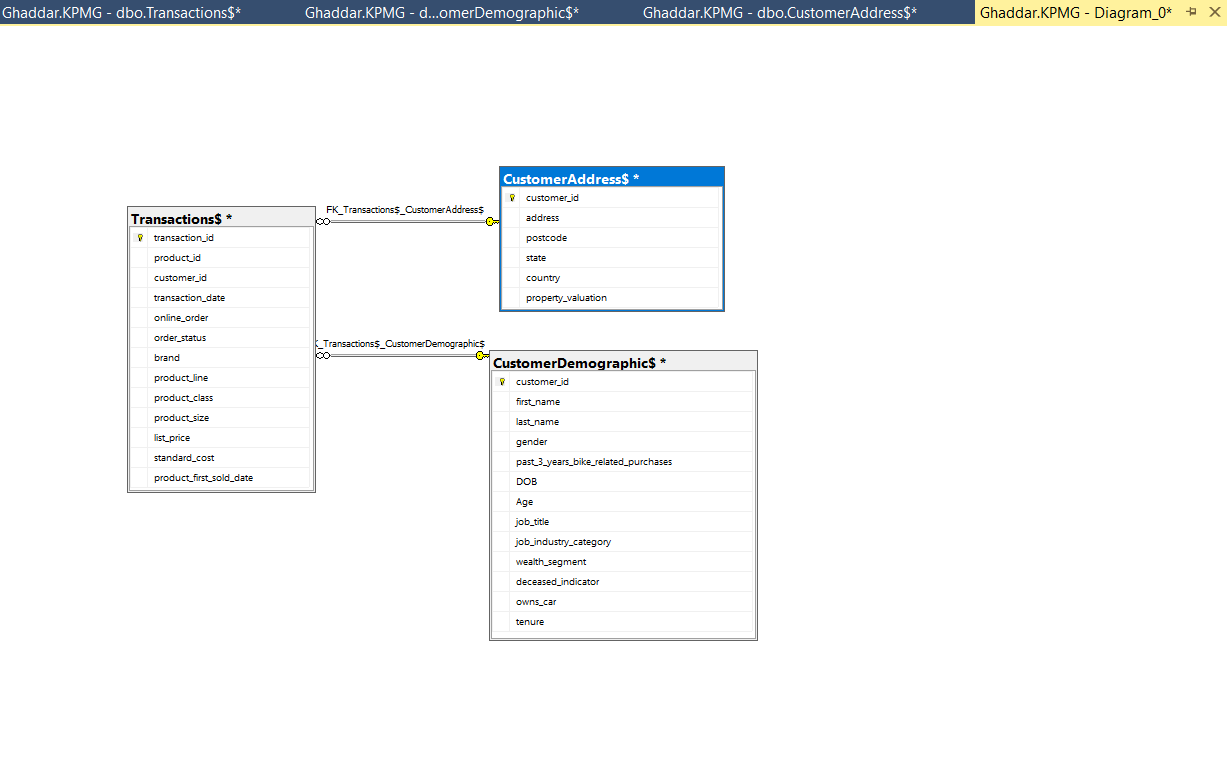 Ghaddar.KPMG - dbo.Transactions$*
Ghaddar.KPMG - d...omerDemographic$*
Ghaddar.KPMG - dbo.CustomerAddress$*
Ghaddar.KPMG - Diagram_0*
CustomerAddress$ *
customer_id
address
postcode
state
country
property_valuation
FK_Transactions$_CustomerAddress$
Transactions$ *
transaction_id
product_id
customer_id
transaction_date
online_order
order_status
brand
product_line
product_class
product_size
list_price
standard_cost
product_first_sold_date
K_Transactions$_CustomerDemographic$
CustomerDemographic$ *
customer_id
first_name
last_name
gender
past_3_years_bike_related_purchases
DOB
Age
job_title
job_industry_category
wealth_segment
deceased_indicator
owns_car
tenure